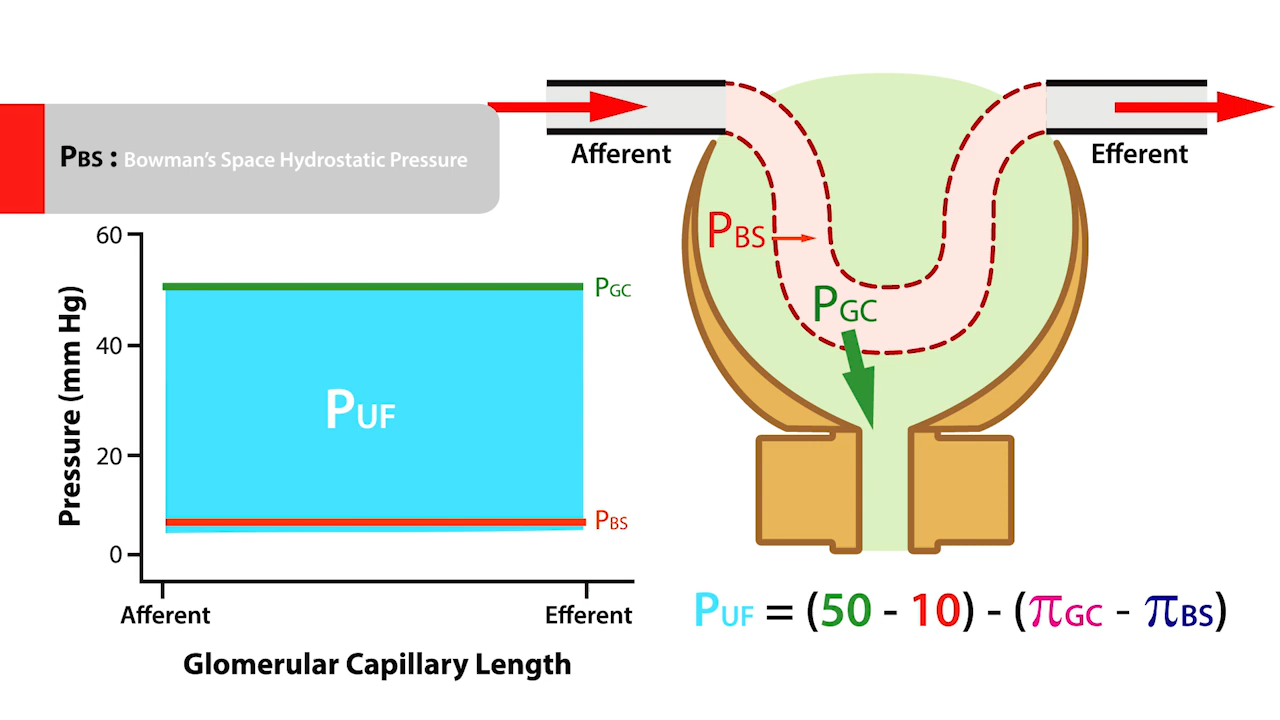 PBS : Bowman's Space Hydrostatic Pressure
Afferent
Efferent
PBS
PGC
60
40
20
0
Pressure (mm Hg)
PGC
PUF
PBS
Afferent
Efferent
Glomerular Capillary Length
PUF = (50 - 10) - (πGC - πBS)